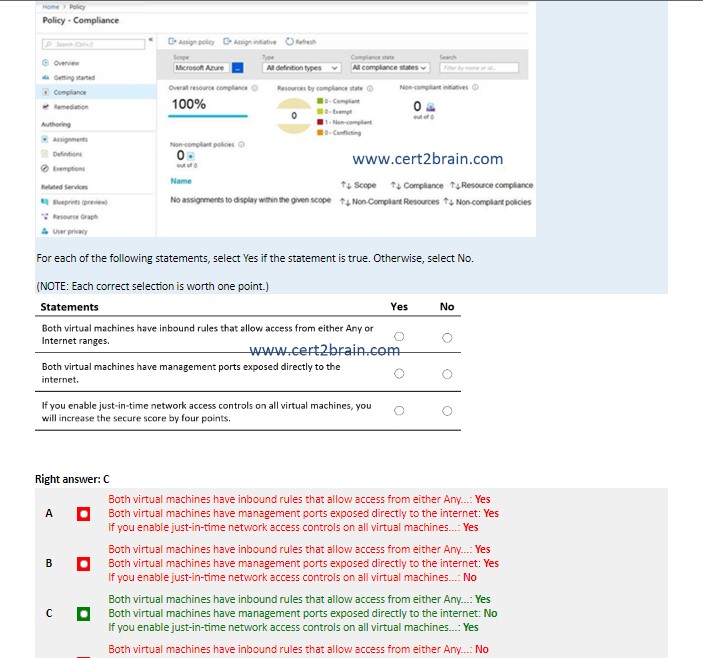 Home > Policy
Policy - Compliance
Search (Ctrl+/)
«
Assign policy Assign initiative Refresh
Overview
Getting started
Compliance
Remediation
Authoring
Assignments
Definitions
Exemptions
Related Services
Blueprints (preview)
Resource Graph
User privacy
Scope Type Compliance state Search
Microsoft Azure ... All definition types All compliance states Filter by name or id...
Overall resource compliance Resources by compliance state Non-compliant initiatives
100%
0
0 - Compliant
0 - Exempt
1 - Non-compliant
0 - Conflicting
0
out of 0
Non-compliant policies
0
out of 0
www.cert2brain.com
Name ↑↓ Scope ↑↓ Compliance ↑↓ Resource compliance
No assignments to display within the given scope ↑↓ Non-Compliant Resources ↑↓ Non-compliant policies
For each of the following statements, select Yes if the statement is true. Otherwise, select No.
(NOTE: Each correct selection is worth one point.)
Statements Yes No
Both virtual machines have inbound rules that allow access from either Any or
Internet ranges.
www.cert2brain.com
Both virtual machines have management ports exposed directly to the
internet.
If you enable just-in-time network access controls on all virtual machines, you
will increase the secure score by four points.
Right answer: C
A
Both virtual machines have inbound rules that allow access from either Any...: Yes
Both virtual machines have management ports exposed directly to the internet: Yes
If you enable just-in-time network access controls on all virtual machines...: Yes
B
Both virtual machines have inbound rules that allow access from either Any...: Yes
Both virtual machines have management ports exposed directly to the internet: Yes
If you enable just-in-time network access controls on all virtual machines...: No
C
Both virtual machines have inbound rules that allow access from either Any...: Yes
Both virtual machines have management ports exposed directly to the internet: No
If you enable just-in-time network access controls on all virtual machines...: Yes
Both virtual machines have inbound rules that allow access from either Any...: No